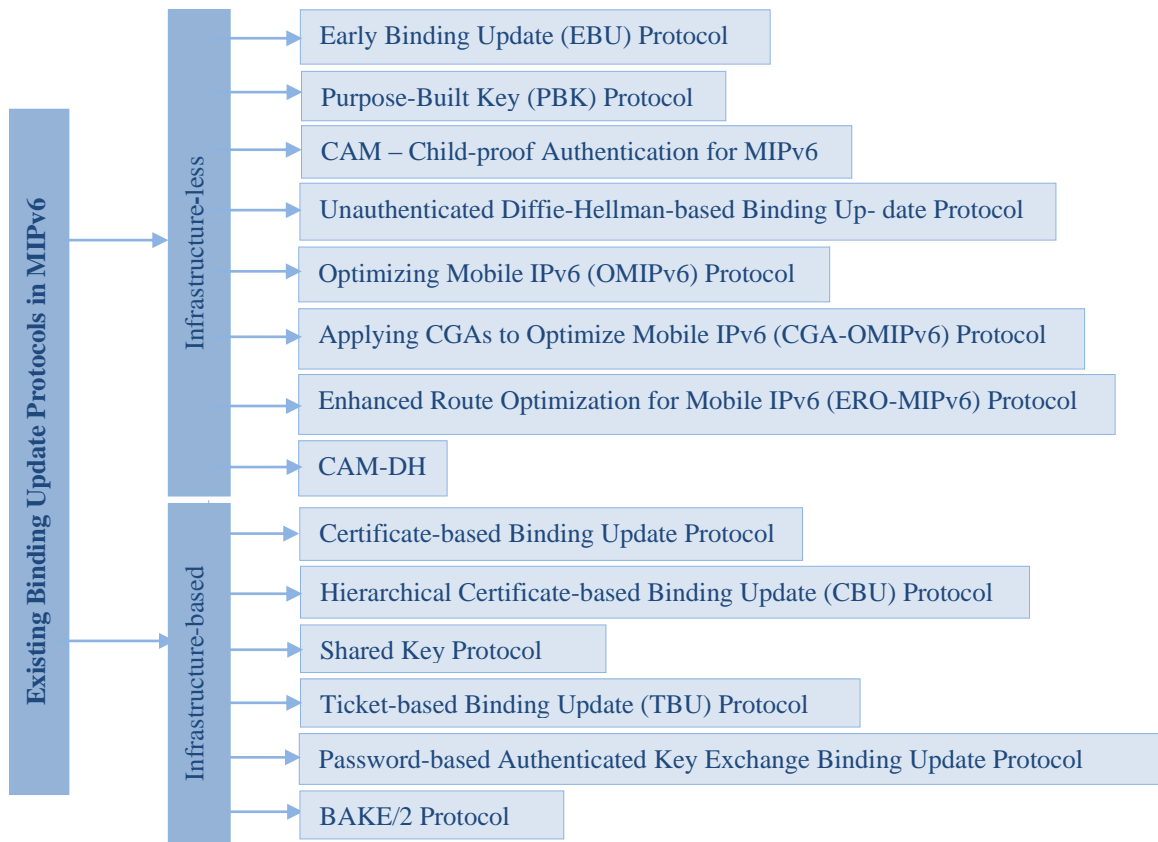 Existing Binding Update Protocols in MIPv6
Infrastructure-less
Early Binding Update (EBU) Protocol
Purpose-Built Key (PBK) Protocol
CAM – Child-proof Authentication for MIPv6
Unauthenticated Diffie-Hellman-based Binding Up- date Protocol
Optimizing Mobile IPv6 (OMIPv6) Protocol
Applying CGAs to Optimize Mobile IPv6 (CGA-OMIPv6) Protocol
Enhanced Route Optimization for Mobile IPv6 (ERO-MIPv6) Protocol
CAM-DH
Infrastructure-based
Certificate-based Binding Update Protocol
Hierarchical Certificate-based Binding Update (CBU) Protocol
Shared Key Protocol
Ticket-based Binding Update (TBU) Protocol
Password-based Authenticated Key Exchange Binding Update Protocol
BAKE/2 Protocol